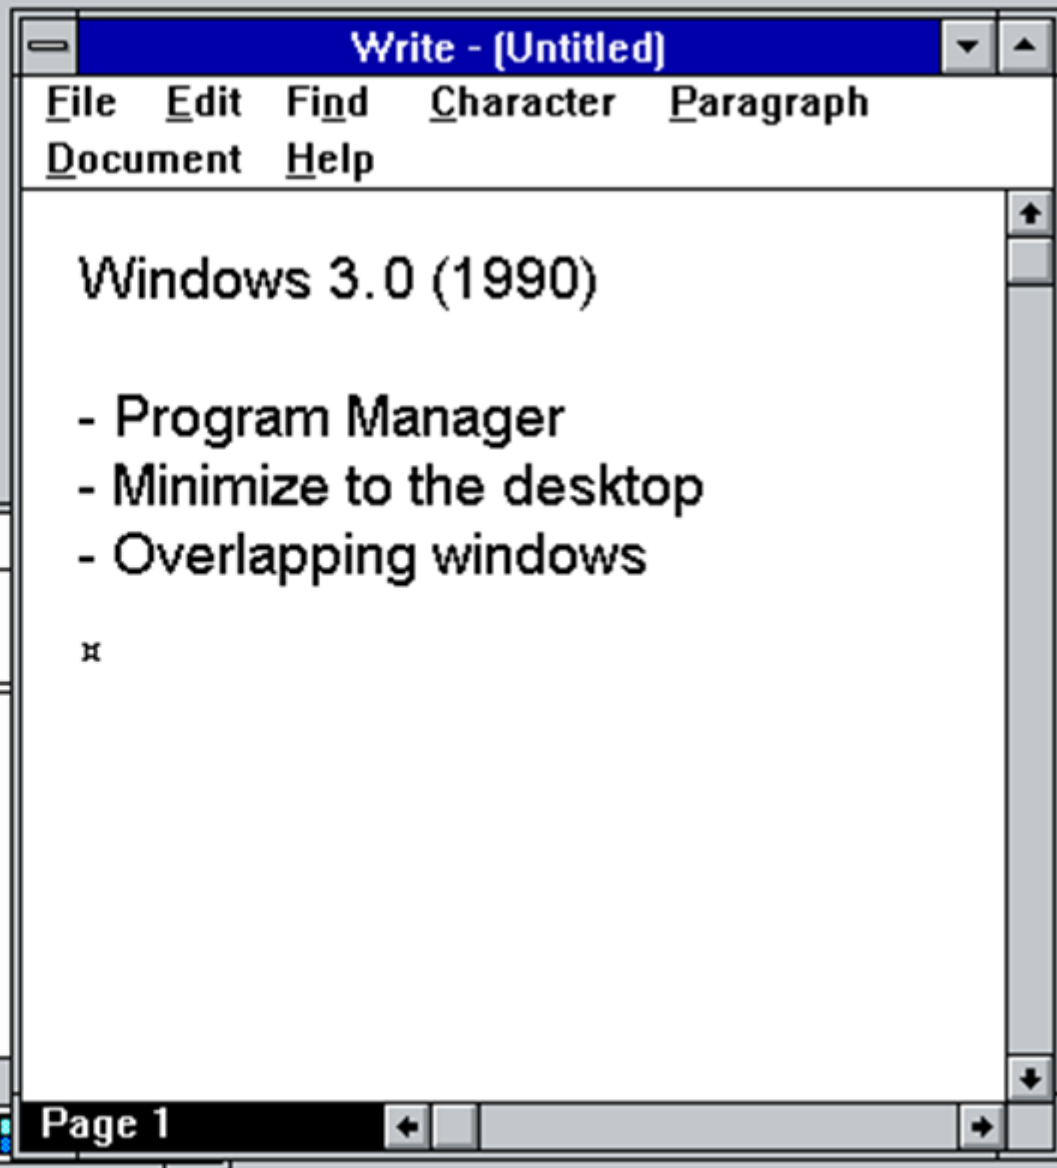 Write - (Untitled)
File Edit Find Character Paragraph
Document Help
Windows 3.0 (1990)
- Program Manager
- Minimize to the desktop
- Overlapping windows
¤
Page 1